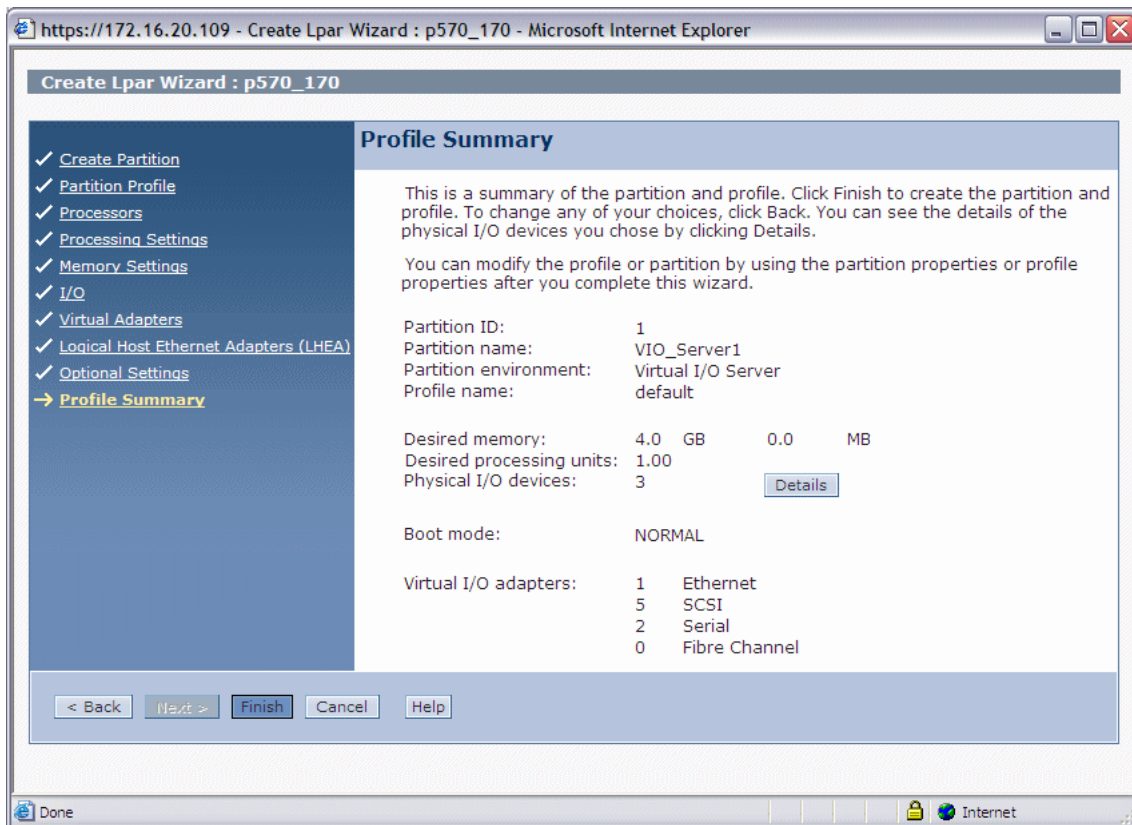 https://172.16.20.109 - Create Lpar Wizard : p570_170 - Microsoft Internet Explorer
Create Lpar Wizard : p570_170
Create Partition
Partition Profile
Processors
Processing Settings
Memory Settings
I/O
Virtual Adapters
Logical Host Ethernet Adapters (LHEA)
Optional Settings
Profile Summary
Profile Summary
This is a summary of the partition and profile. Click Finish to create the partition and
profile. To change any of your choices, click Back. You can see the details of the
physical I/O devices you chose by clicking Details.
You can modify the profile or partition by using the partition properties or profile
properties after you complete this wizard.
Partition ID: 1
Partition name: VIO_Server1
Partition environment: Virtual I/O Server
Profile name: default
Desired memory: 4.0 GB 0.0 MB
Desired processing units: 1.00
Physical I/O devices: 3 Details
Boot mode: NORMAL
Virtual I/O adapters: 1 Ethernet
5 SCSI
2 Serial
0 Fibre Channel
< Back Next > Finish Cancel Help
Done Internet